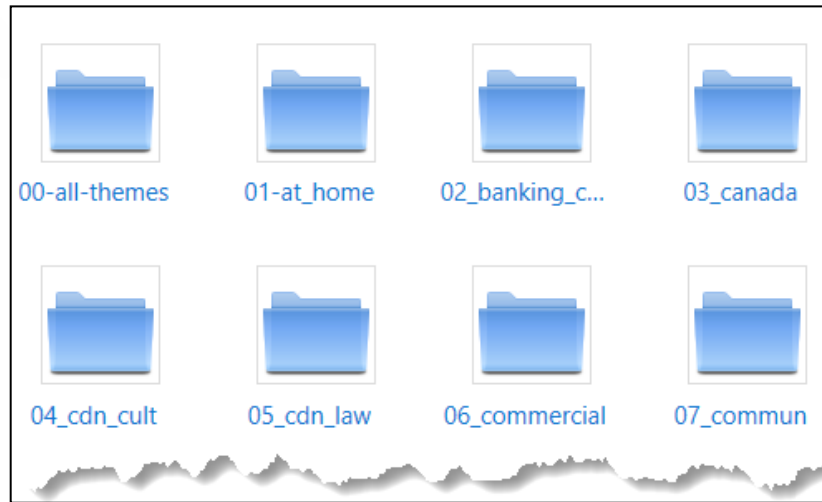 00-all-themes 01-at_home 02_banking_c... 03_canada
04_cdn_cult 05_cdn_law 06_commercial 07_commun